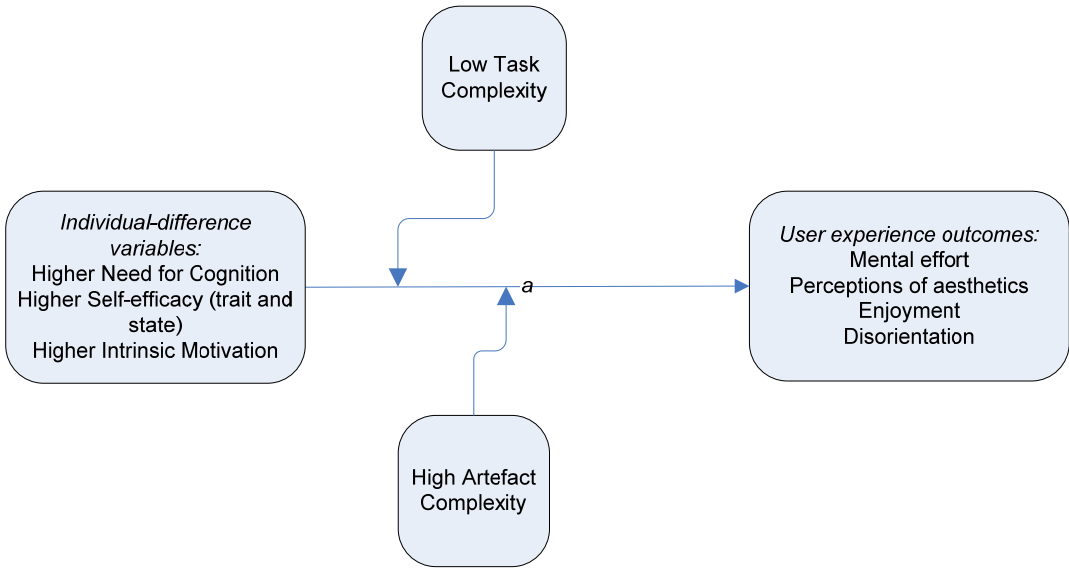 Low Task
Complexity
Individual-difference
variables:
Higher Need for Cognition
Higher Self-efficacy (trait and
state)
Higher Intrinsic Motivation
a
User experience outcomes:
Mental effort
Perceptions of aesthetics
Enjoyment
Disorientation
High Artefact
Complexity